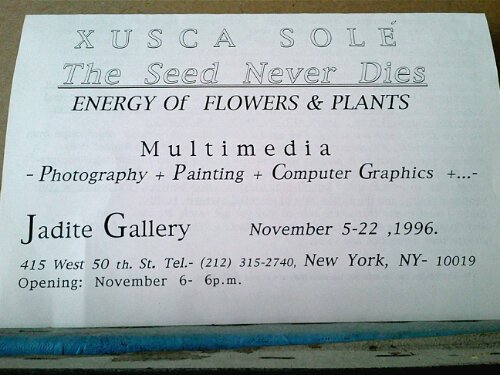 XUSCA SOLÉ
The Seed Never Dies
ENERGY Of FLOWERS & PLANTS
Multimedia
- Photography + Painting + Computer Graphics +...-
Jadite Gallery November 5-22 ,1996.
415 West 50 th. St. Tel.- (212) 315-2740, New York, NY- 10019
Opening: November 6- 6p.m.